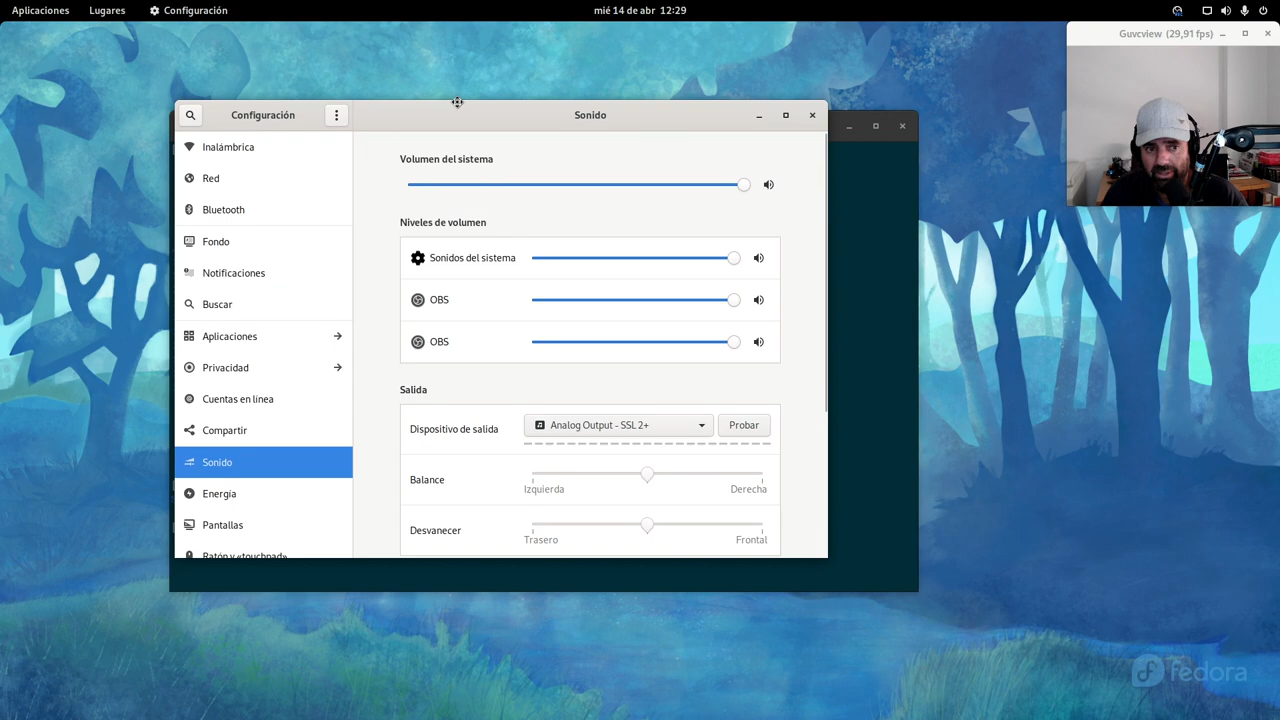 Aplicaciones Lugares Configuración mié 14 de abr 12:29
Guvcview (29,91 fps)
Configuración Sonido
Inalámbrica
Red
Bluetooth
Fondo
Notificaciones
Buscar
Aplicaciones
Privacidad
Cuentas en línea
Compartir
Sonido
Energía
Pantallas
Ratón y «touchpad»
Volumen del sistema
Niveles de volumen
Sonidos del sistema
OBS
OBS
Salida
Dispositivo de salida Analog Output - SSL 2+ Probar
Balance
Izquierda Derecha
Desvanecer
Trasero Frontal
fedora